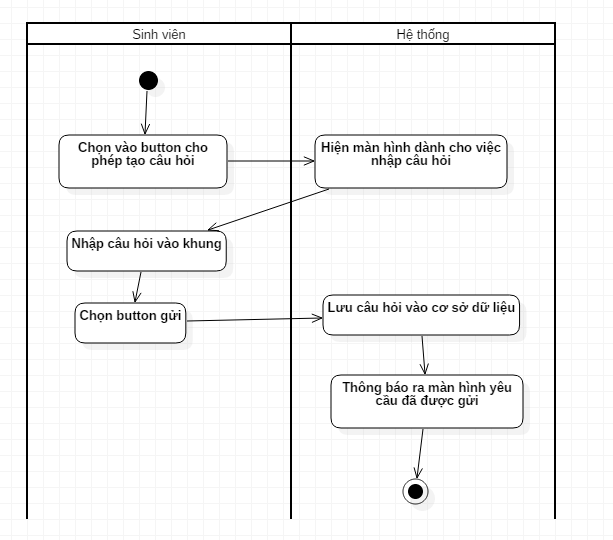 Sinh viên
Hệ thống
Chọn vào button cho
phép tạo câu hỏi
Hiện màn hình dành cho việc
nhập câu hỏi
Nhập câu hỏi vào khung
Chọn button gửi
Lưu câu hỏi vào cơ sở dữ liệu
Thông báo ra màn hình yêu
cầu đã được gửi